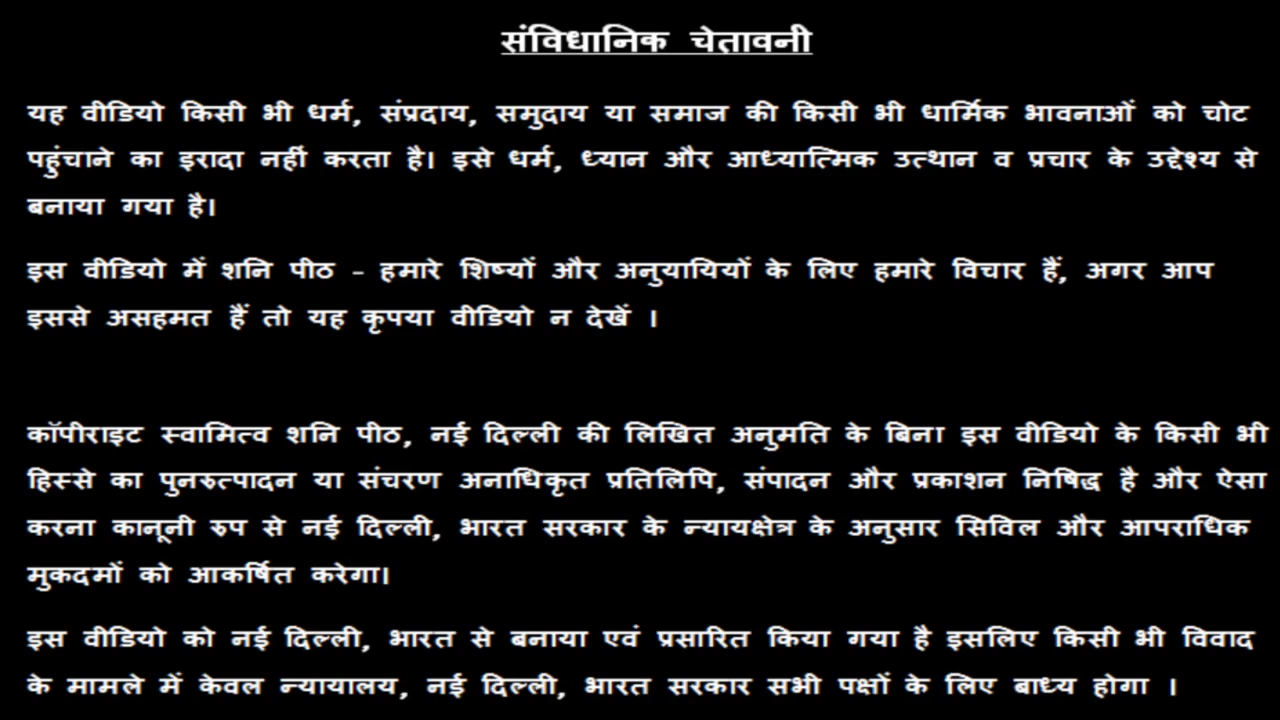 संविधानिक चेतावनी
यह वीडियो किसी भी धर्म, संप्रदाय, समुदाय या समाज की किसी भी धार्मिक भावनाओं को चोट
पहुंचाने का इरादा नहीं करता है। इसे धर्म, ध्यान और आध्यात्मिक उत्थान व प्रचार के उद्देश्य से
बनाया गया है।
इस वीडियो में शनि पीठ - हमारे शिष्यों और अनुयायियों के लिए हमारे विचार हैं, अगर आप
इससे असहमत हैं तो यह कृपया वीडियो न देखें ।
कॉपीराइट स्वामित्व शनि पीठ, नई दिल्ली की लिखित अनुमति के बिना इस वीडियो के किसी भी
हिस्से का पुनरुत्पादन या संचरण अनाधिकृत प्रतिलिपि, संपादन और प्रकाशन निषिद्ध है और ऐसा
करना कानूनी रुप से नई दिल्ली, भारत सरकार के न्यायक्षेत्र के अनुसार सिविल और आपराधिक
मुकदमों को आकर्षित करेगा।
इस वीडियो को नई दिल्ली, भारत से बनाया एवं प्रसारित किया गया है इसलिए किसी भी विवाद
के मामले में केवल न्यायालय, नई दिल्ली, भारत सरकार सभी पक्षों के लिए बाध्य होगा ।